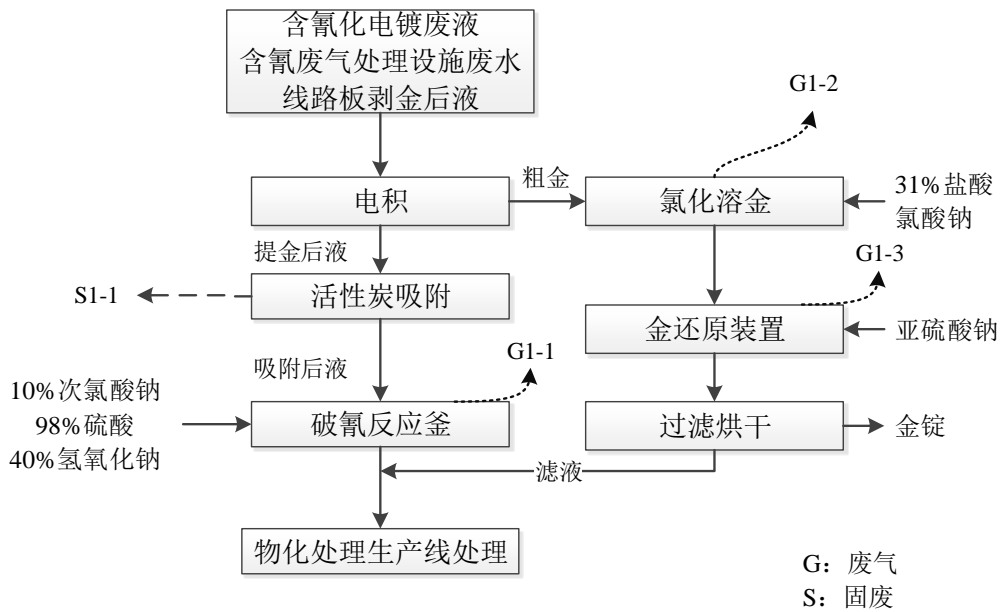 含氰化电镀废液
含氰废气处理设施废水
线路板剥金后液
G1-2
粗金
电积
氯化溶金
31%盐酸
氯酸钠
提金后液
G1-3
S1-1
活性炭吸附
金还原装置
亚硫酸钠
吸附后液
G1-1
10%次氯酸钠
98%硫酸
40%氢氧化钠
破氰反应釜
过滤烘干
金锭
滤液
物化处理生产线处理
G：废气
S：固废